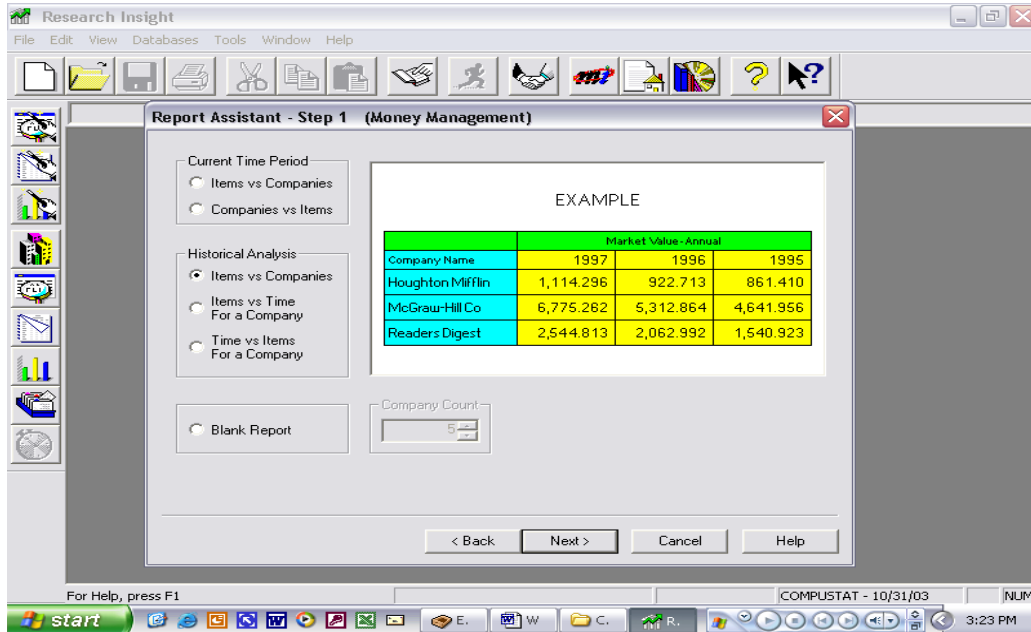 Research Insight
File Edit View Databases Tools Window Help
Report Assistant - Step 1 (Money Management)
Current Time Period
Items vs Companies
Companies vs Items
Historical Analysis
Items vs Companies
Items vs Time
For a Company
Time vs Items
For a Company
Blank Report
EXAMPLE
Market Value - Annual
Company Name 1997 1996 1995
Houghton Mifflin 1,114.296 922.713 861.410
McGraw-Hill Co 6,775.262 5,312.864 4,641.956
Readers Digest 2,544.813 2,062.992 1,540.923
Company Count
5
< Back Next > Cancel Help
For Help, press F1 COMPUSTAT - 10/31/03 NUM
start E. W C. R. 3:23 PM